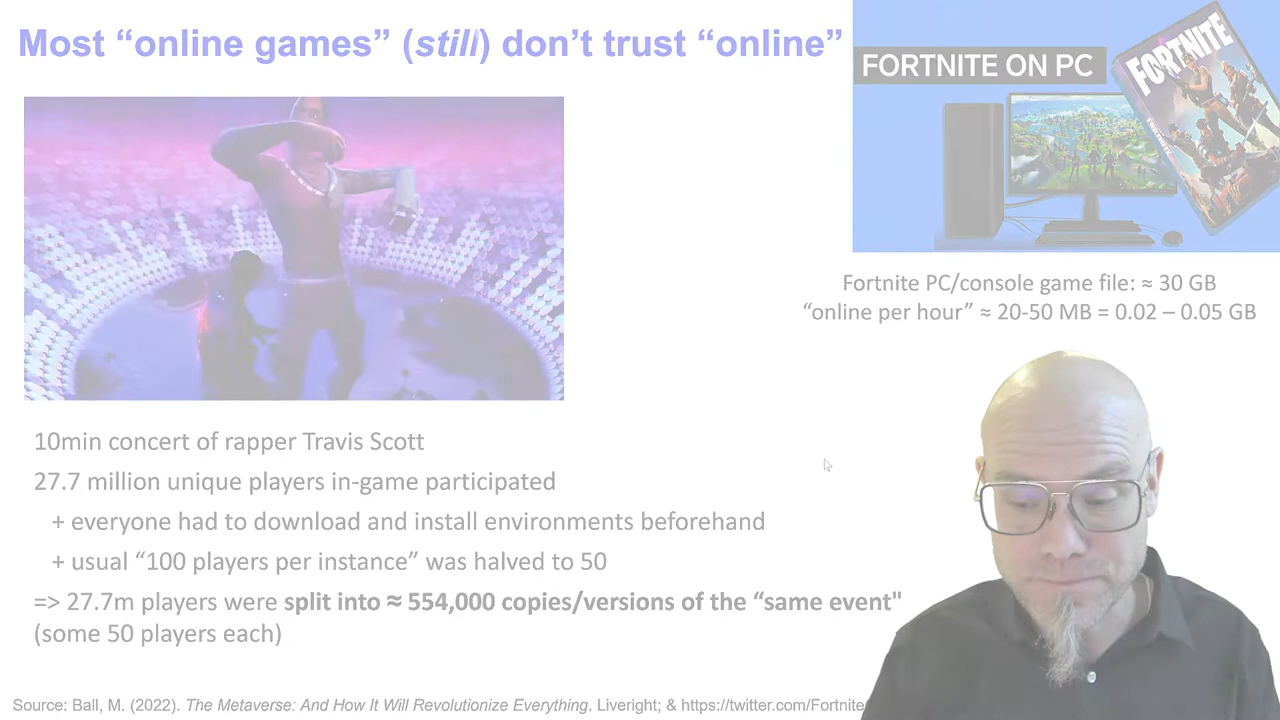 Most “online games” (still) don’t trust “online”
FORTNITE ON PC
FORTNITE
Fortnite PC/console game file: ≈ 30 GB
“online per hour” ≈ 20-50 MB = 0.02 – 0.05 GB
10min concert of rapper Travis Scott
27.7 million unique players in-game participated
+ everyone had to download and install environments beforehand
+ usual “100 players per instance” was halved to 50
=> 27.7m players were split into ≈ 554,000 copies/versions of the “same event"
(some 50 players each)
Source: Ball, M. (2022). The Metaverse: And How It Will Revolutionize Everything. Liveright; & https://twitter.com/Fortnite